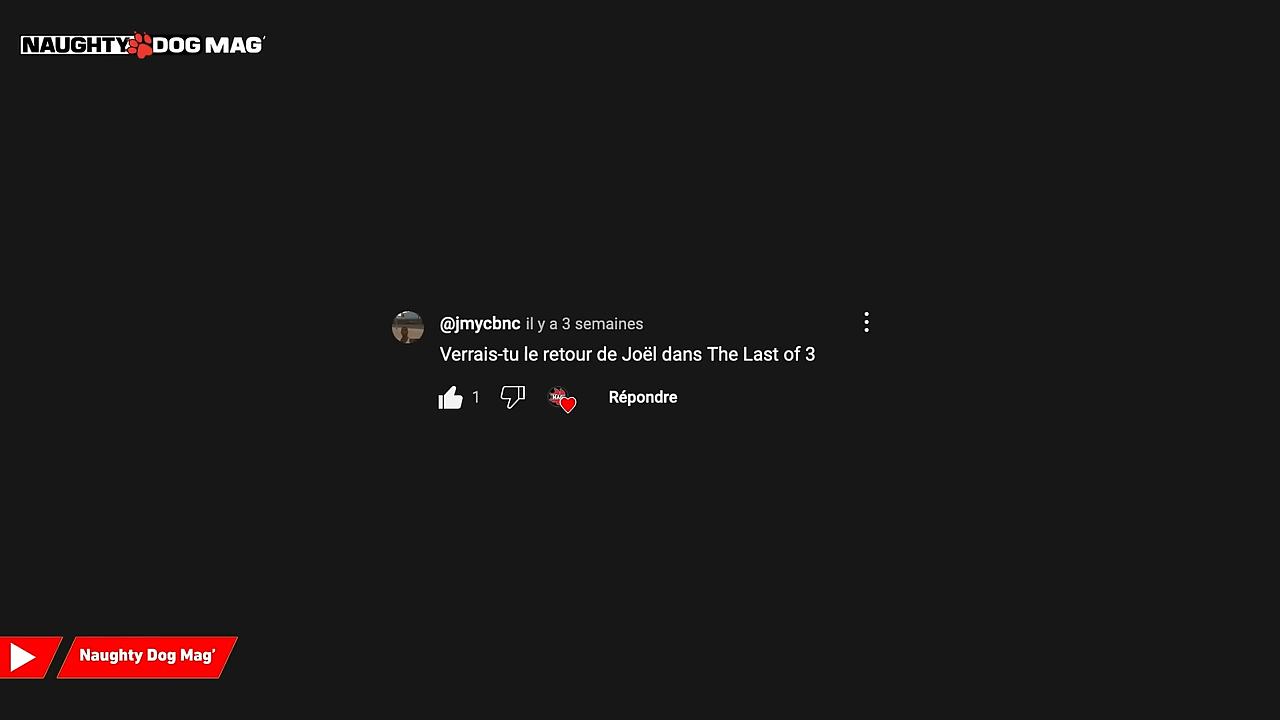 NAUGHTY DOG MAG'
@jmycbnc il y a 3 semaines
Verrais-tu le retour de Joël dans The Last of 3
1
Répondre
Naughty Dog Mag'